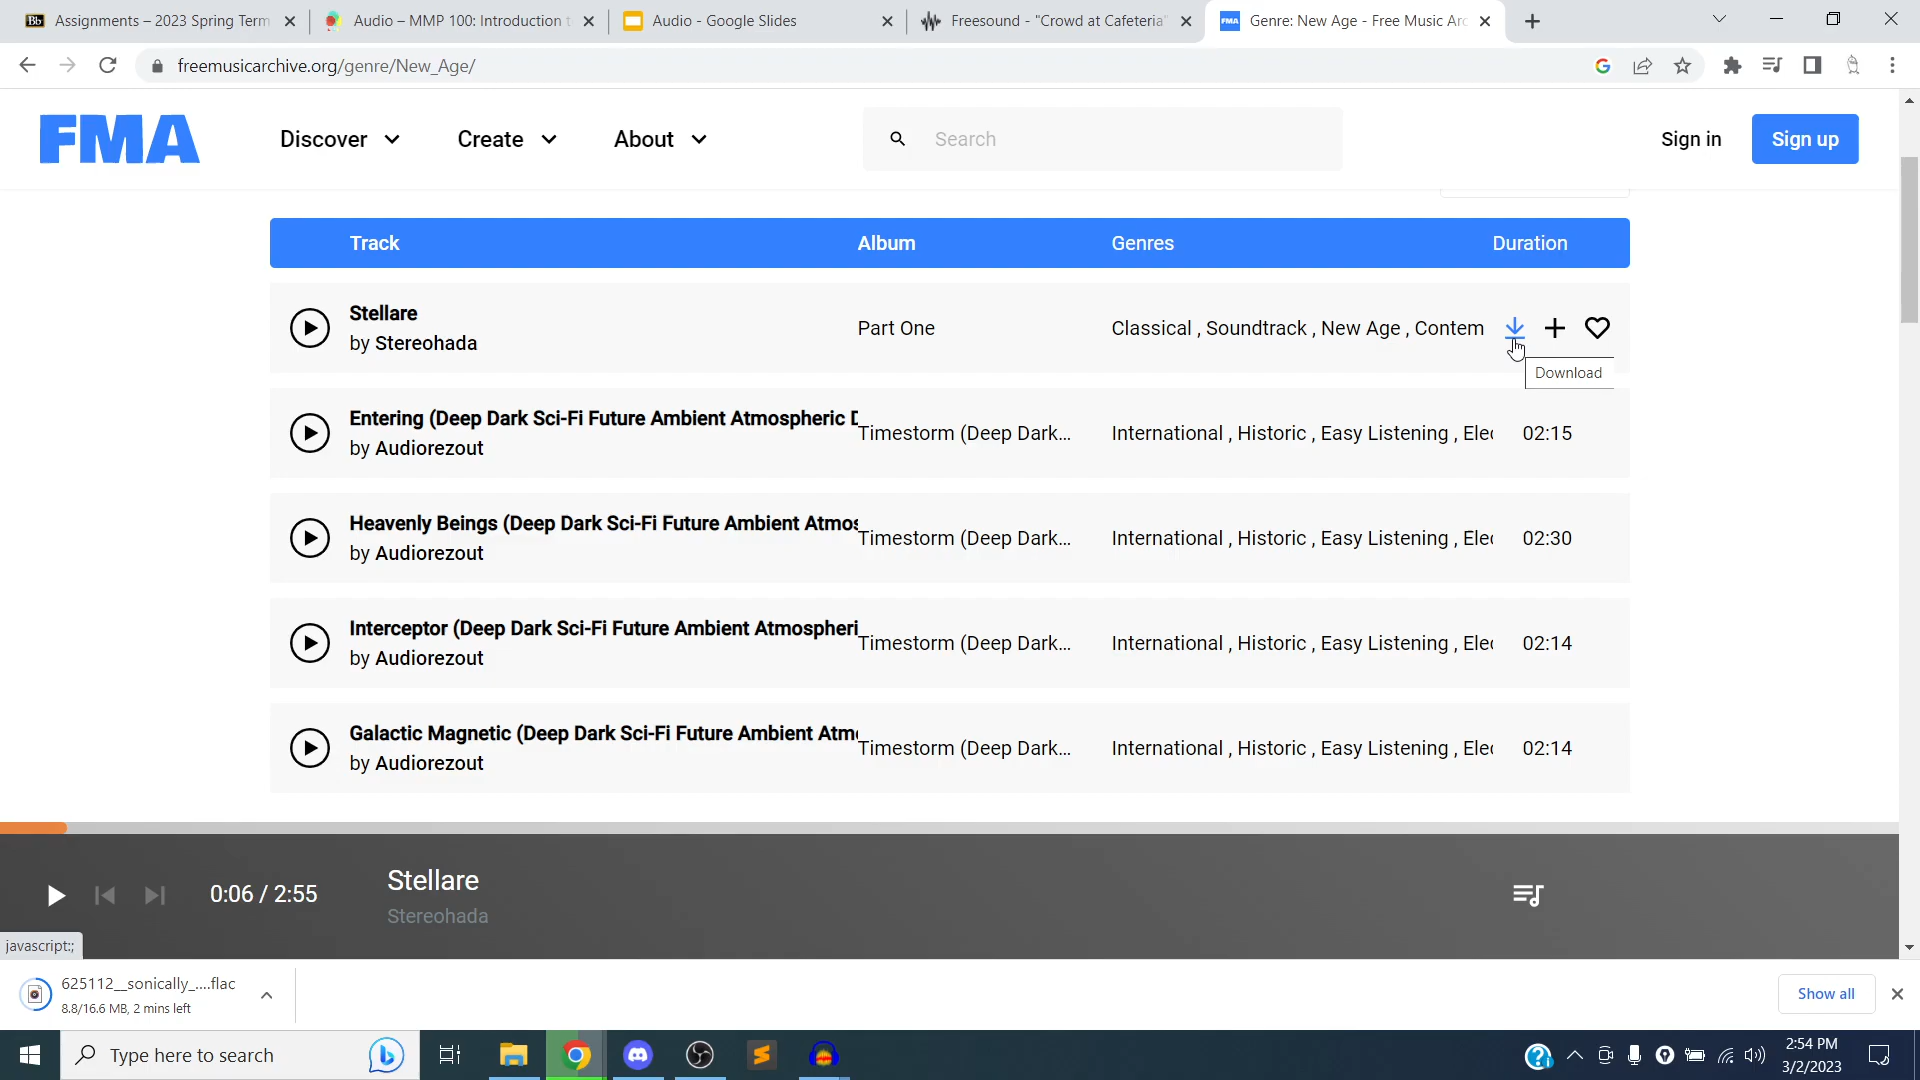 Assignments – 2023 Spring Term
Audio – MMP 100: Introduction t
Audio - Google Slides
Freesound - "Crowd at Cafeteria"
Genre: New Age - Free Music Arc
freemusicarchive.org/genre/New_Age/
FMA
Discover
Create
About
Search
Sign in
Sign up
Track
Album
Genres
Duration
Stellare
by Stereohada
Part One
Classical , Soundtrack , New Age , Contem
Download
Entering (Deep Dark Sci-Fi Future Ambient Atmospheric D
by Audiorezout
Timestorm (Deep Dark...
International , Historic , Easy Listening , Elec
02:15
Heavenly Beings (Deep Dark Sci-Fi Future Ambient Atmos
by Audiorezout
Timestorm (Deep Dark...
International , Historic , Easy Listening , Elec
02:30
Interceptor (Deep Dark Sci-Fi Future Ambient Atmospheri
by Audiorezout
Timestorm (Deep Dark...
International , Historic , Easy Listening , Elec
02:14
Galactic Magnetic (Deep Dark Sci-Fi Future Ambient Atmo
by Audiorezout
Timestorm (Deep Dark...
International , Historic , Easy Listening , Elec
02:14
0:06 / 2:55
Stellare
Stereohada
javascript:;
625112__sonically_....flac
8.8/16.6 MB, 2 mins left
Show all
Type here to search
2:54 PM
3/2/2023